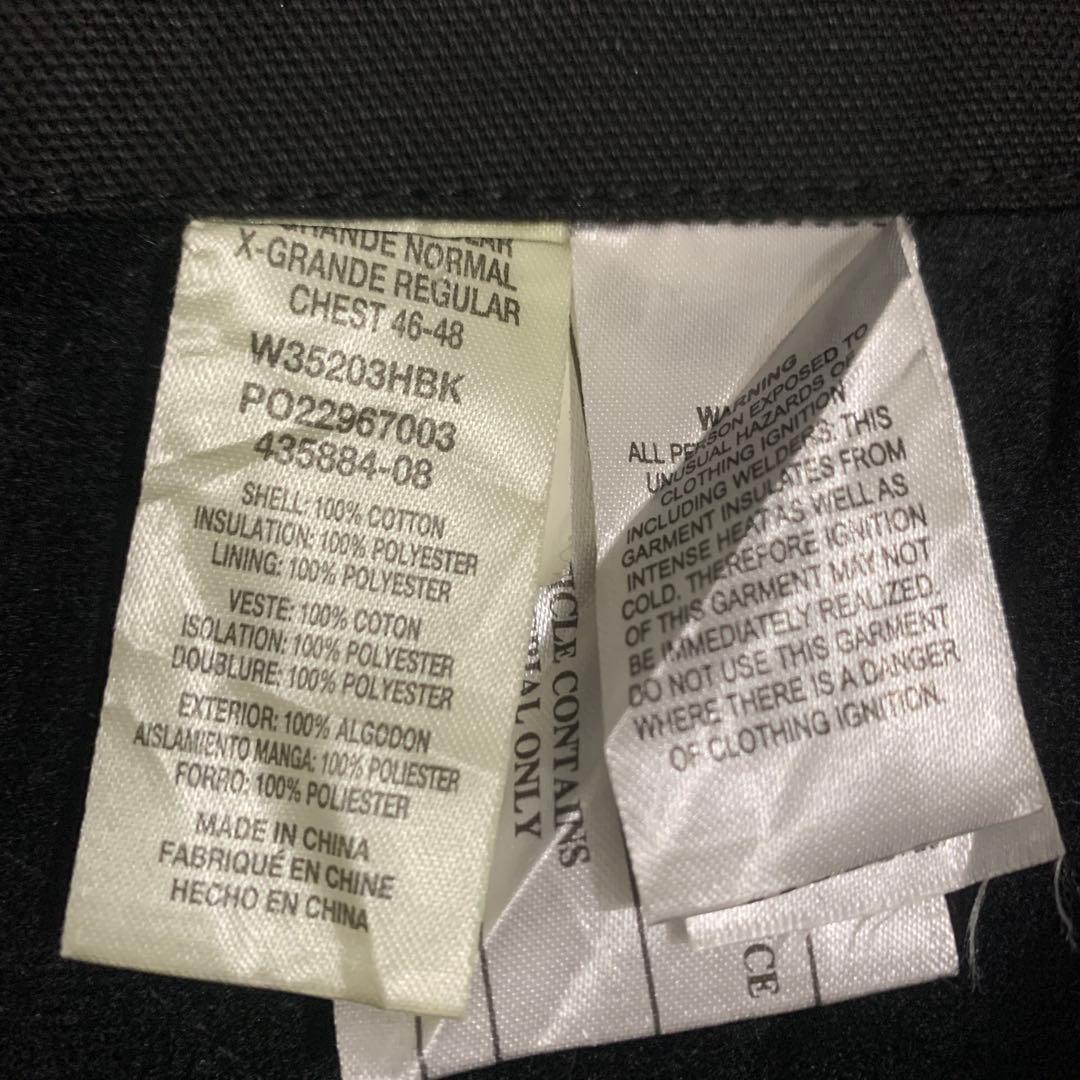 GRANDE NORMAL
X-GRANDE REGULAR
CHEST 46-48
W35203HBK
PO22967003
435884-08
SHELL: 100% COTTON
INSULATION: 100% POLYESTER
LINING: 100% POLYESTER
VESTE: 100% COTON
ISOLATION: 100% POLYESTER
DOUBLURE: 100% POLYESTER
EXTERIOR: 100% ALGODON
AISLAMIENTO MANGA: 100% POLIESTER
FORRO: 100% POLIESTER
MADE IN CHINA
FABRIQUÉ EN CHINE
HECHO EN CHINA
CONTAINS
ONLY
WARNING
ALL PERSON EXPOSED TO
UNUSUAL HAZARDS OF
CLOTHING IGNITION
INCLUDING WELDERS: THIS
GARMENT INSULATES FROM
INTENSE HEAT AS WELL AS
COLD. THEREFORE IGNITION
OF THIS GARMENT MAY NOT
BE IMMEDIATELY REALIZED.
DO NOT USE THIS GARMENT
WHERE THERE IS A DANGER
OF CLOTHING IGNITION.